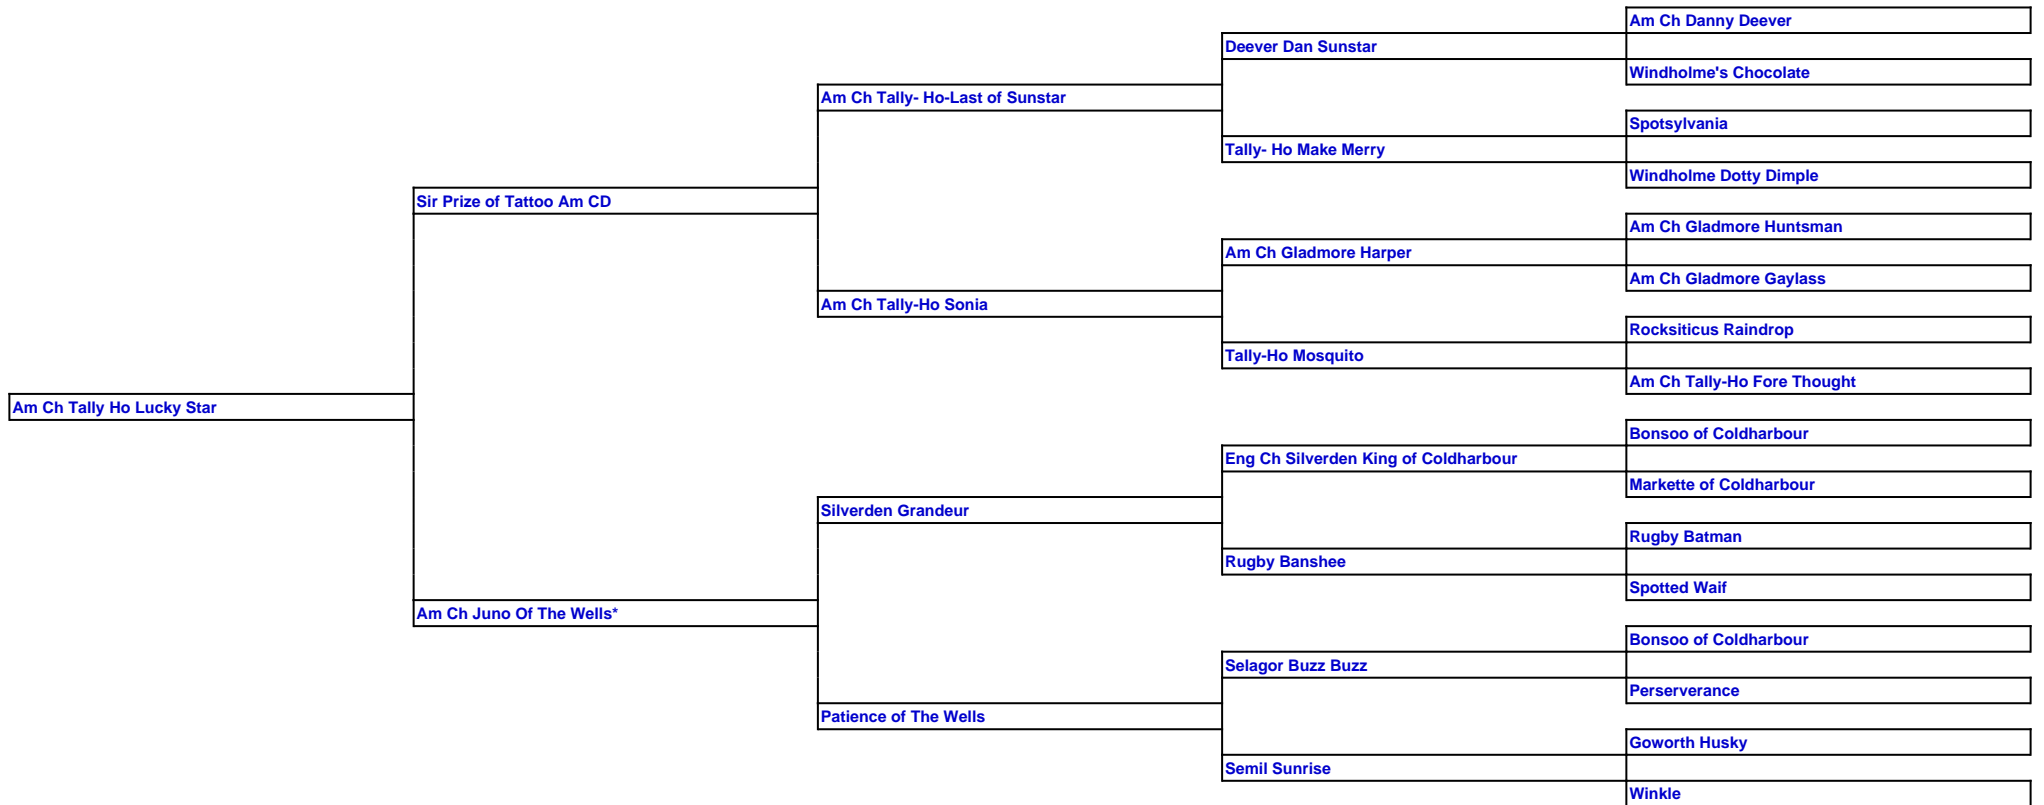 Am Ch Danny Deever
Deever Dan Sunstar
Windholme's Chocolate
Am Ch Tally- Ho-Last of Sunstar
Spotsylvania
Tally- Ho Make Merry
Windholme Dotty Dimple
Sir Prize of Tattoo Am CD
Am Ch Gladmore Huntsman
Am Ch Gladmore Harper
Am Ch Gladmore Gaylass
Am Ch Tally-Ho Sonia
Rocksiticus Raindrop
Tally-Ho Mosquito
Am Ch Tally-Ho Fore Thought
Am Ch Tally Ho Lucky Star
Bonsoo of Coldharbour
Eng Ch Silverden King of Coldharbour
Markette of Coldharbour
Silverden Grandeur
Rugby Batman
Rugby Banshee
Spotted Waif
Am Ch Juno Of The Wells*
Bonsoo of Coldharbour
Selagor Buzz Buzz
Perserverance
Patience of The Wells
Goworth Husky
Semil Sunrise
Winkle